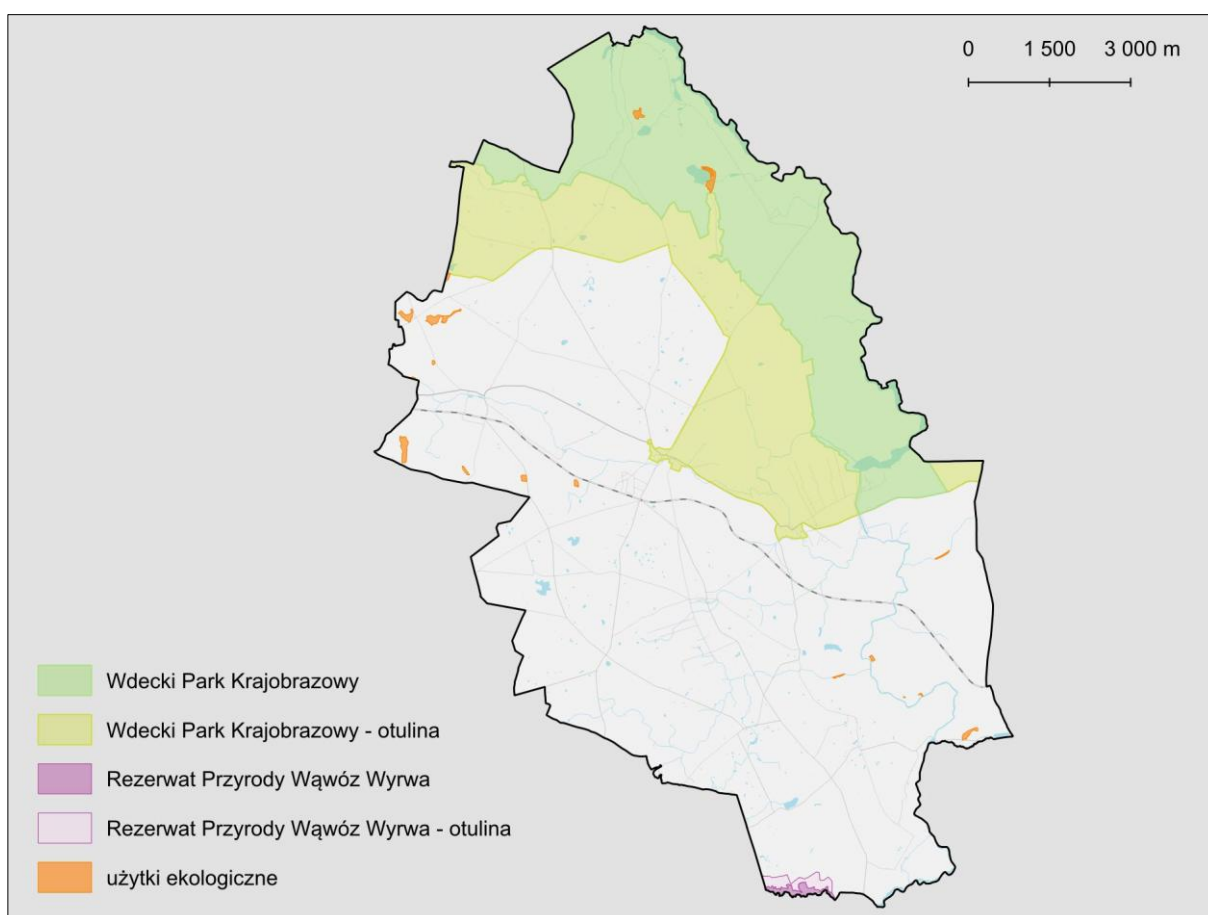 0 1 500 3 000 m
Wdecki Park Krajobrazowy
Wdecki Park Krajobrazowy - otulina
Rezerwat Przyrody Wąwóz Wyrwa
Rezerwat Przyrody Wąwóz Wyrwa - otulina
użytki ekologiczne